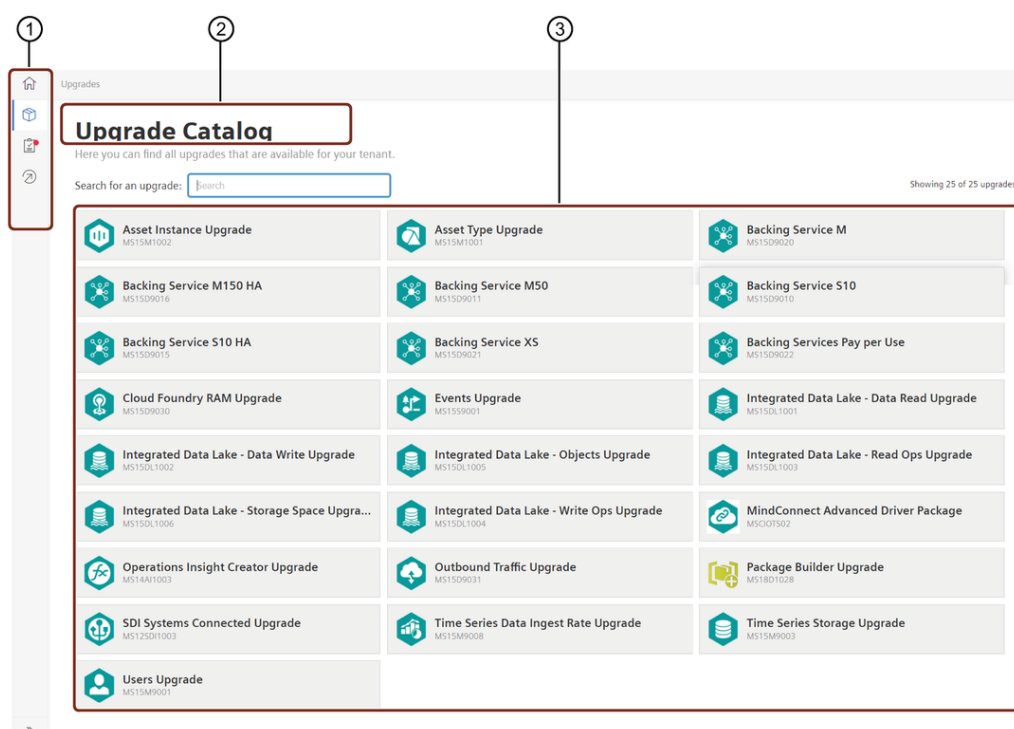 1 2 3
Upgrades
Upgrade Catalog
Here you can find all upgrades that are available for your tenant.
Search for an upgrade: Search Showing 25 of 25 upgrades
Asset Instance Upgrade
MS15M1002
Asset Type Upgrade
MS15M1001
Backing Service M
MS15D9020
Backing Service M150 HA
MS15D9016
Backing Service M50
MS15D9011
Backing Service S10
MS15D9010
Backing Service S10 HA
MS15D9015
Backing Service XS
MS15D9021
Backing Services Pay per Use
MS15D9022
Cloud Foundry RAM Upgrade
MS15D9030
Events Upgrade
MS15S9001
Integrated Data Lake - Data Read Upgrade
MS15DL1001
Integrated Data Lake - Data Write Upgrade
MS15DL1002
Integrated Data Lake - Objects Upgrade
MS15DL1005
Integrated Data Lake - Read Ops Upgrade
MS15DL1003
Integrated Data Lake - Storage Space Upgra...
MS15DL1006
Integrated Data Lake - Write Ops Upgrade
MS15DL1004
MindConnect Advanced Driver Package
MSCIOTS02
Operations Insight Creator Upgrade
MS14AI1003
Outbound Traffic Upgrade
MS15D9031
Package Builder Upgrade
MS18D1028
SDI Systems Connected Upgrade
MS12SDI1003
Time Series Data Ingest Rate Upgrade
MS15M9008
Time Series Storage Upgrade
MS15M9003
Users Upgrade
MS15M9001